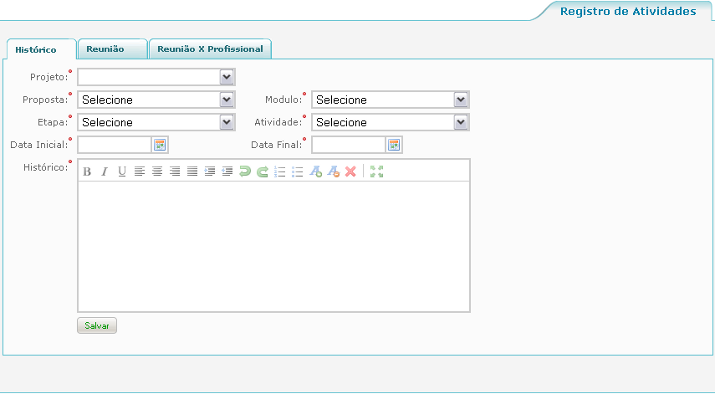 Registro de Atividades
Histórico Reunião Reunião X Profissional
Projeto:*
Proposta:* Selecione Modulo:* Selecione
Etapa:* Selecione Atividade:* Selecione
Data Inicial:* Data Final:*
Histórico:* B I U
Salvar